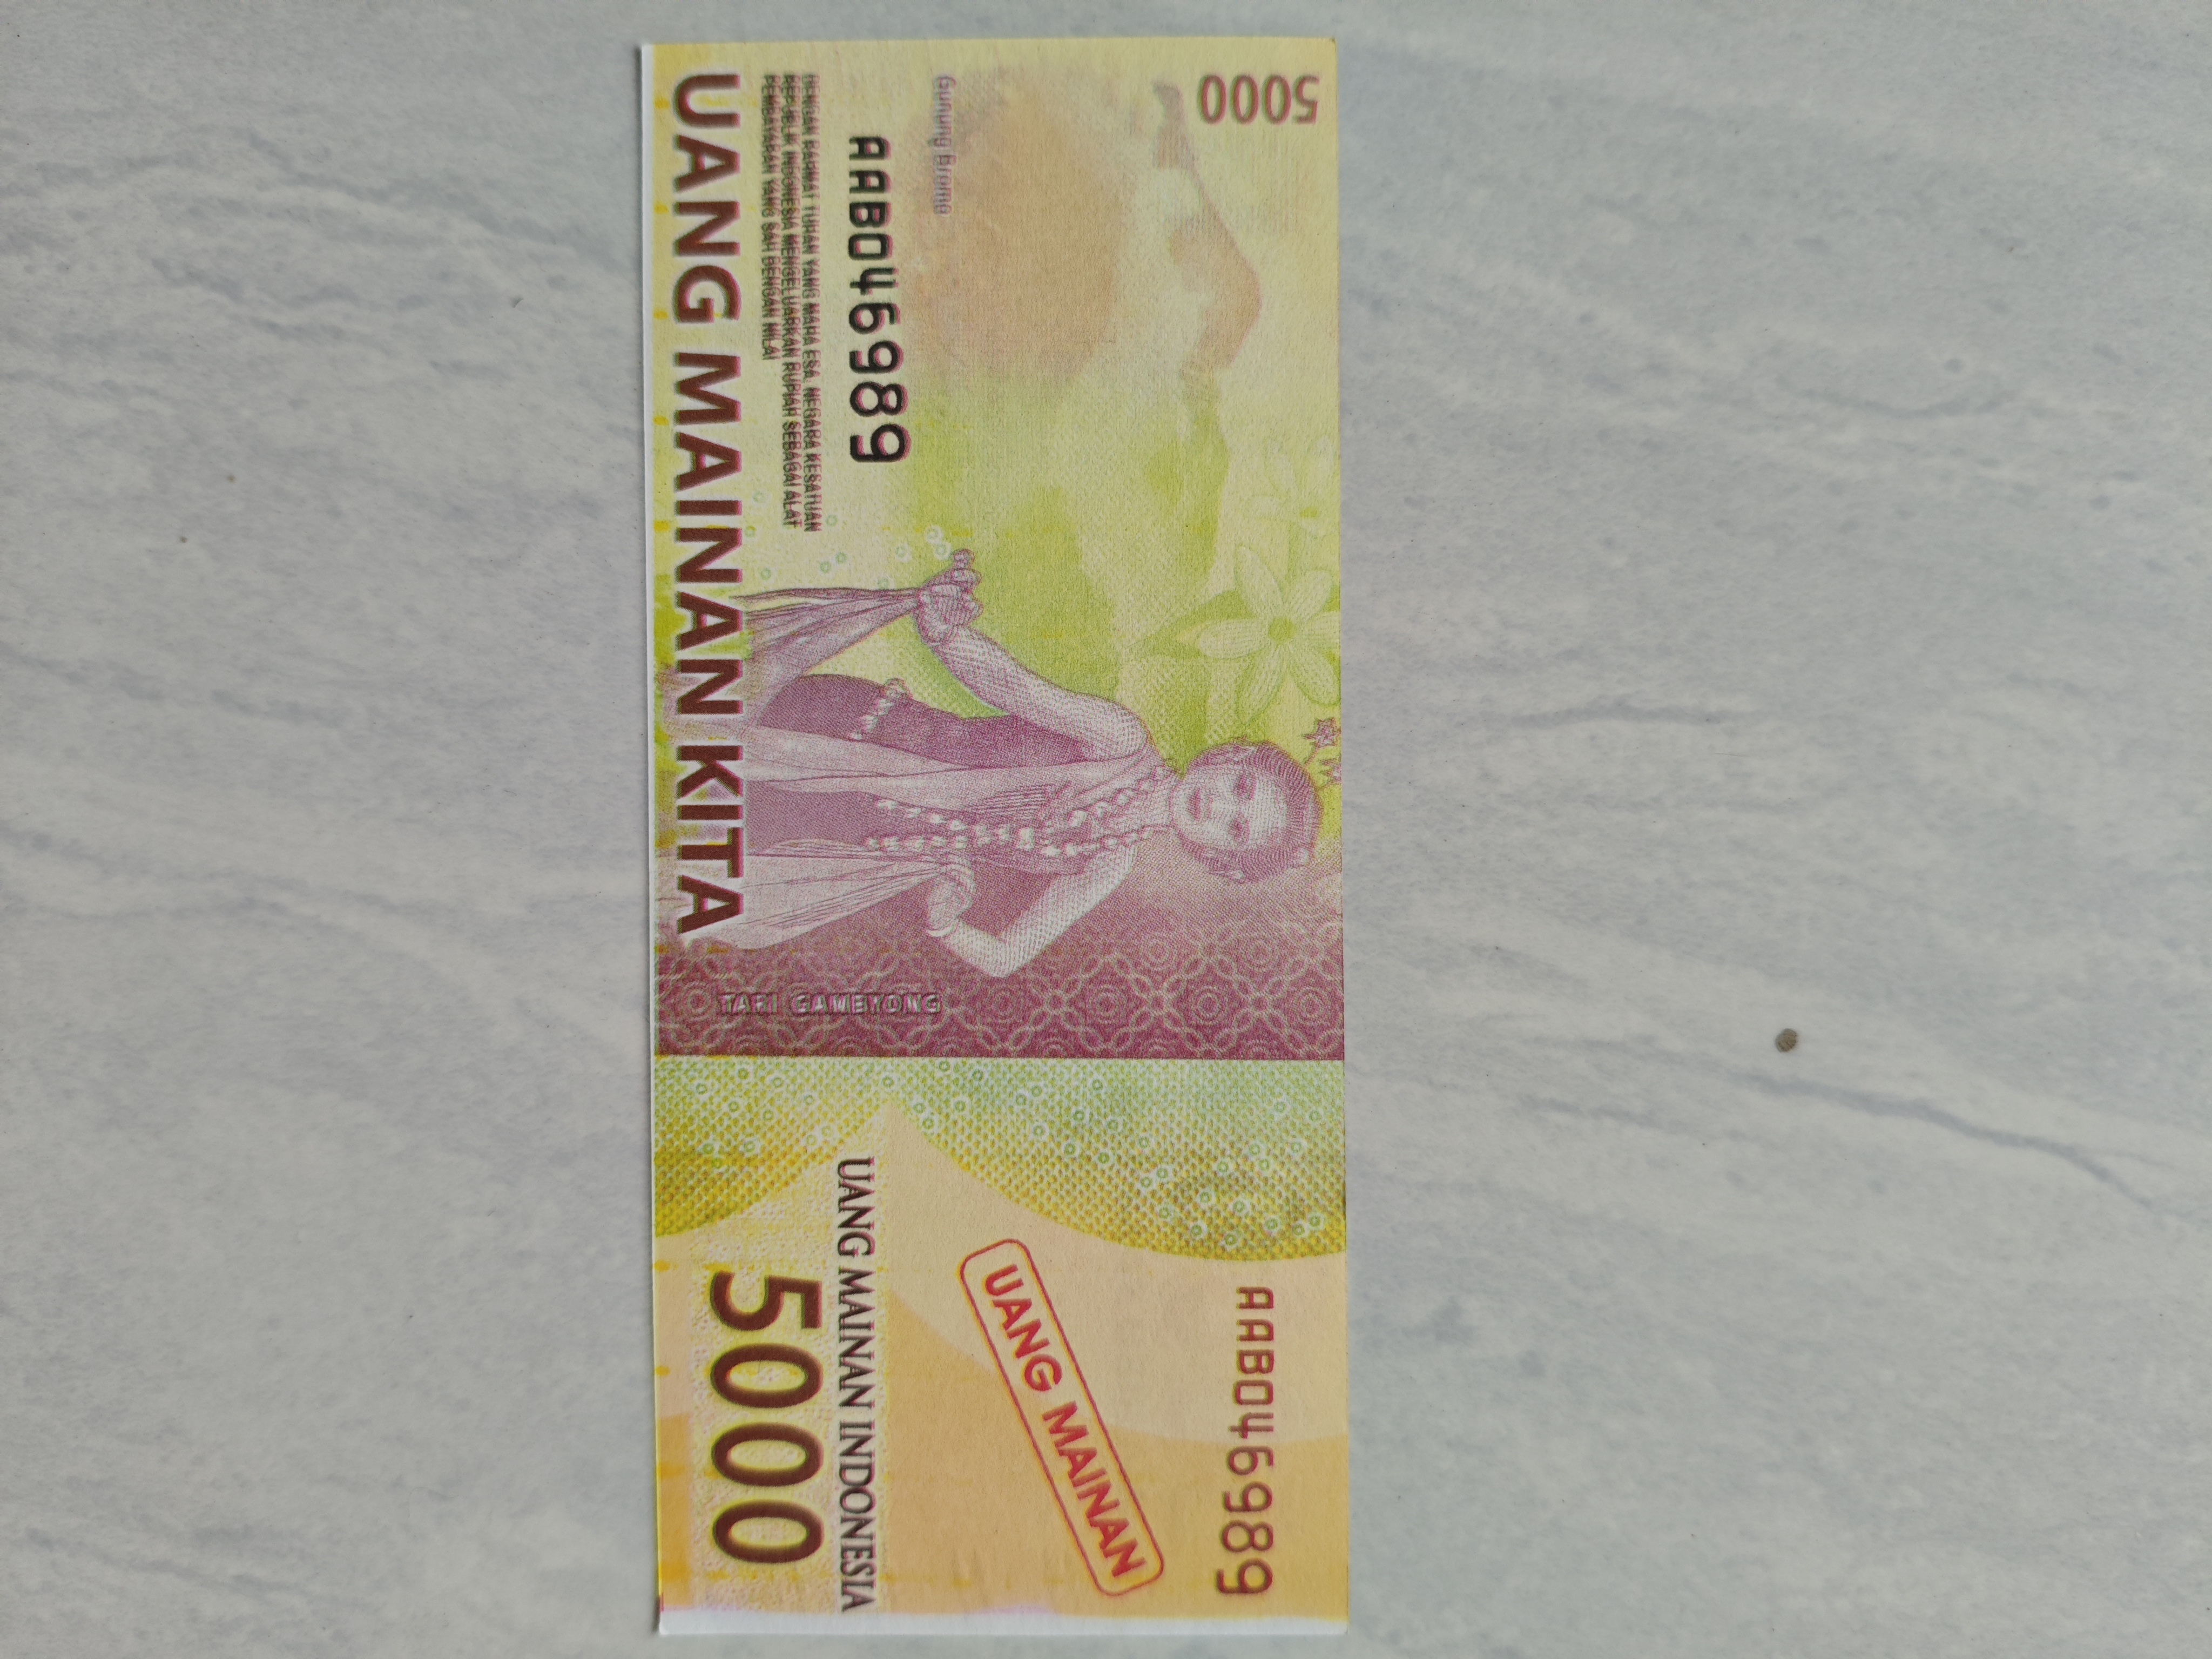 5000
Gunung Bromo
AAB046989
DENGAN RAHMAT TUHAN YANG MAHA ESA, NEGARA KESATUAN
REPUBLIK INDONESIA MENGELUARKAN RUPIAH SEBAGAI ALAT
PEMBAYARAN YANG SAH DENGAN NILAI
UANG MAINAN KITA
TARI GAMBYONG
AAB046989
UANG MAINAN
UANG MAINAN INDONESIA
5000